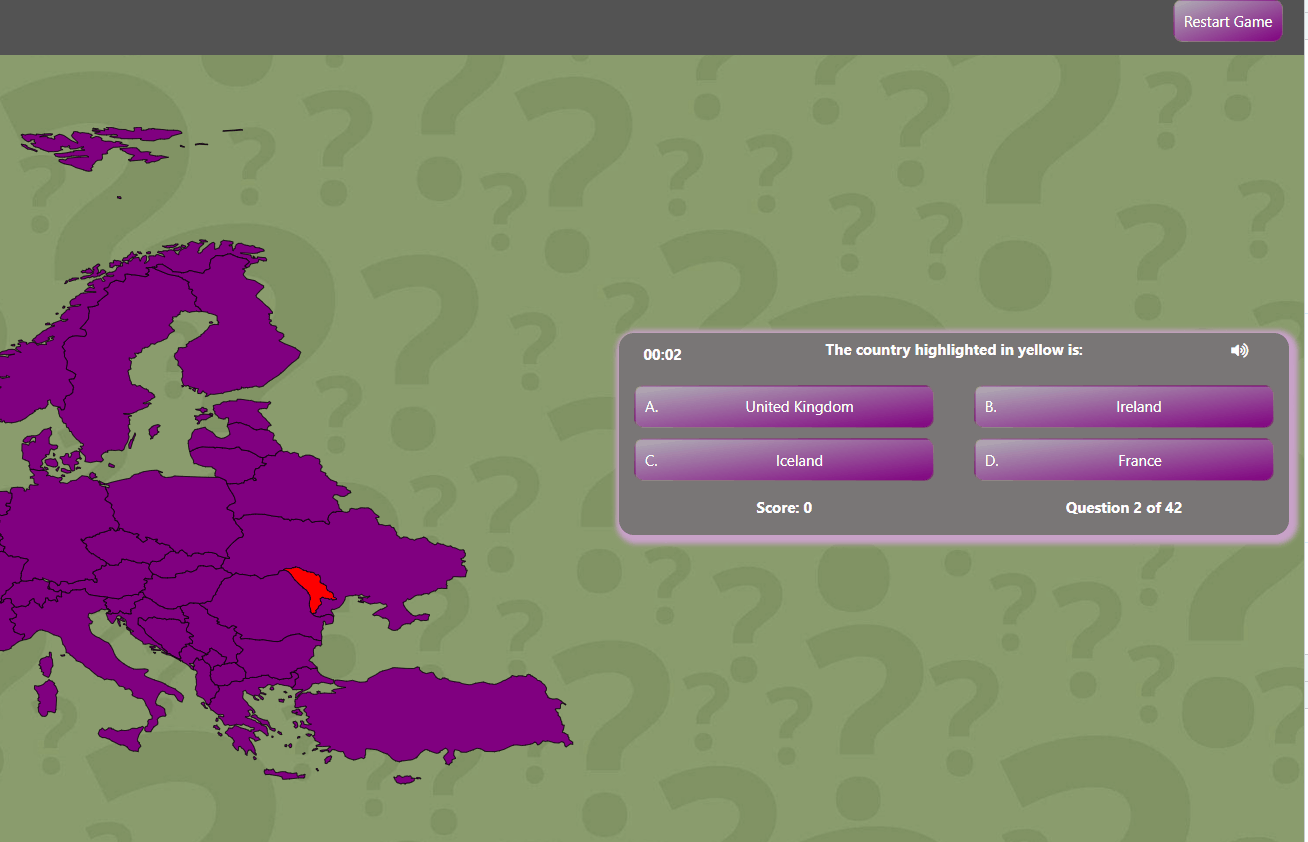 Restart Game
00:02
The country highlighted in yellow is:
A. United Kingdom
B. Ireland
C. Iceland
D. France
Score: 0
Question 2 of 42